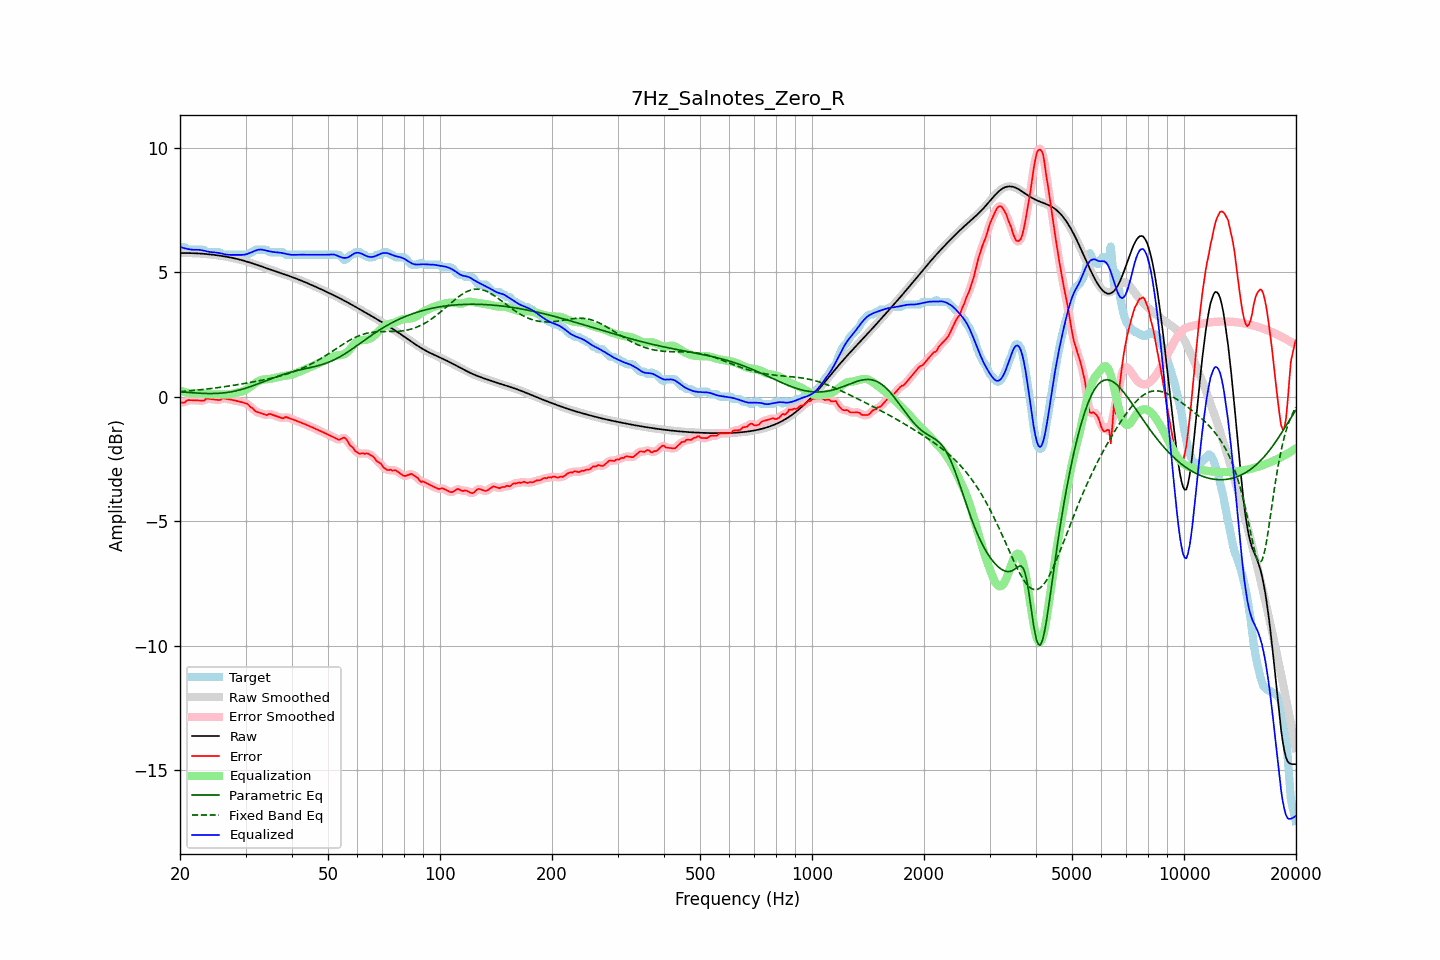 7Hz_Salnotes_Zero_R
10
5
0
−5
−10
−15
Amplitude (dBr)
Target
Raw Smoothed
Error Smoothed
Raw
Error
Equalization
Parametric Eq
Fixed Band Eq
Equalized
20 50 100 200 500 1000 2000 5000 10000 20000
Frequency (Hz)